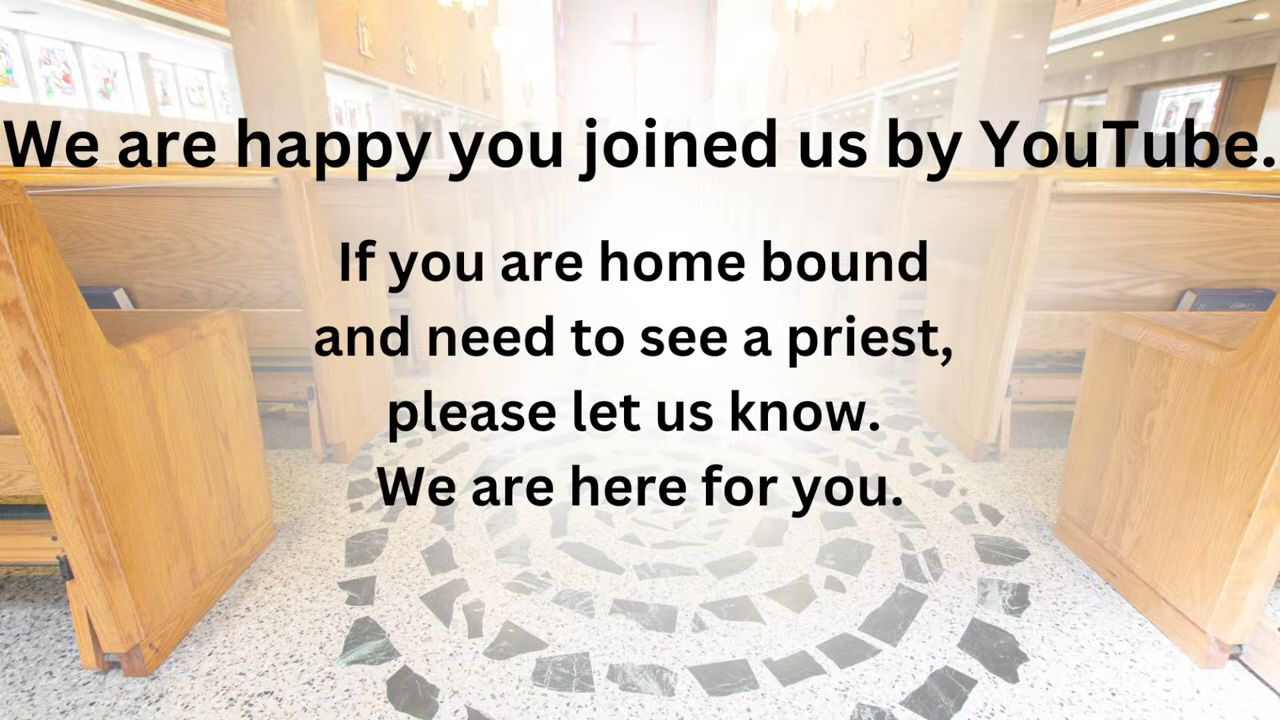 We are happy you joined us by YouTube.
If you are home bound
and need to see a priest,
please let us know.
We are here for you.